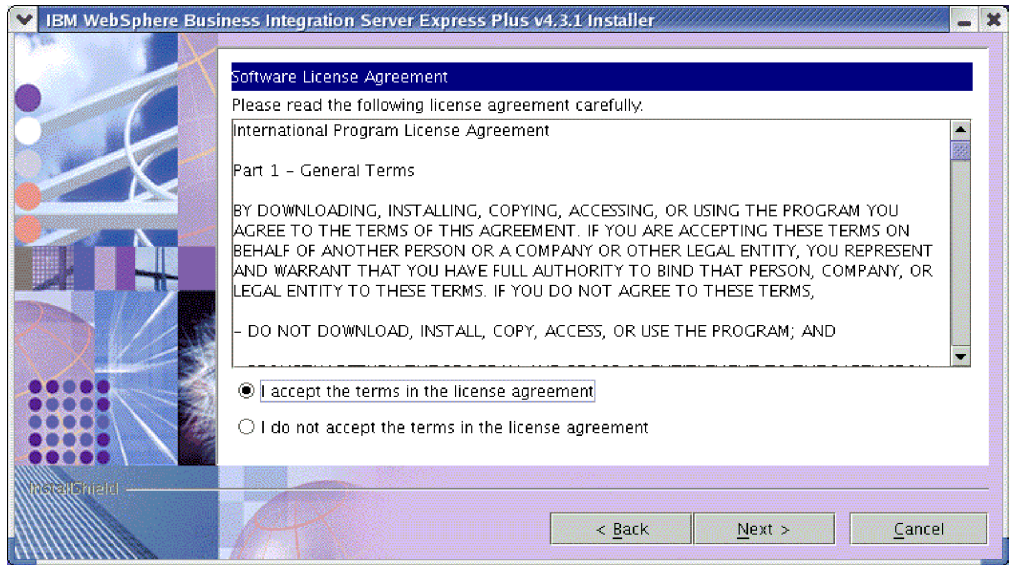 IBM WebSphere Business Integration Server Express Plus v4.3.1 Installer
Software License Agreement
Please read the following license agreement carefully.
International Program License Agreement
Part 1 – General Terms
BY DOWNLOADING, INSTALLING, COPYING, ACCESSING, OR USING THE PROGRAM YOU
AGREE TO THE TERMS OF THIS AGREEMENT. IF YOU ARE ACCEPTING THESE TERMS ON
BEHALF OF ANOTHER PERSON OR A COMPANY OR OTHER LEGAL ENTITY, YOU REPRESENT
AND WARRANT THAT YOU HAVE FULL AUTHORITY TO BIND THAT PERSON, COMPANY, OR
LEGAL ENTITY TO THESE TERMS. IF YOU DO NOT AGREE TO THESE TERMS,
– DO NOT DOWNLOAD, INSTALL, COPY, ACCESS, OR USE THE PROGRAM; AND
I accept the terms in the license agreement
I do not accept the terms in the license agreement
InstallShield
< Back
Next >
Cancel